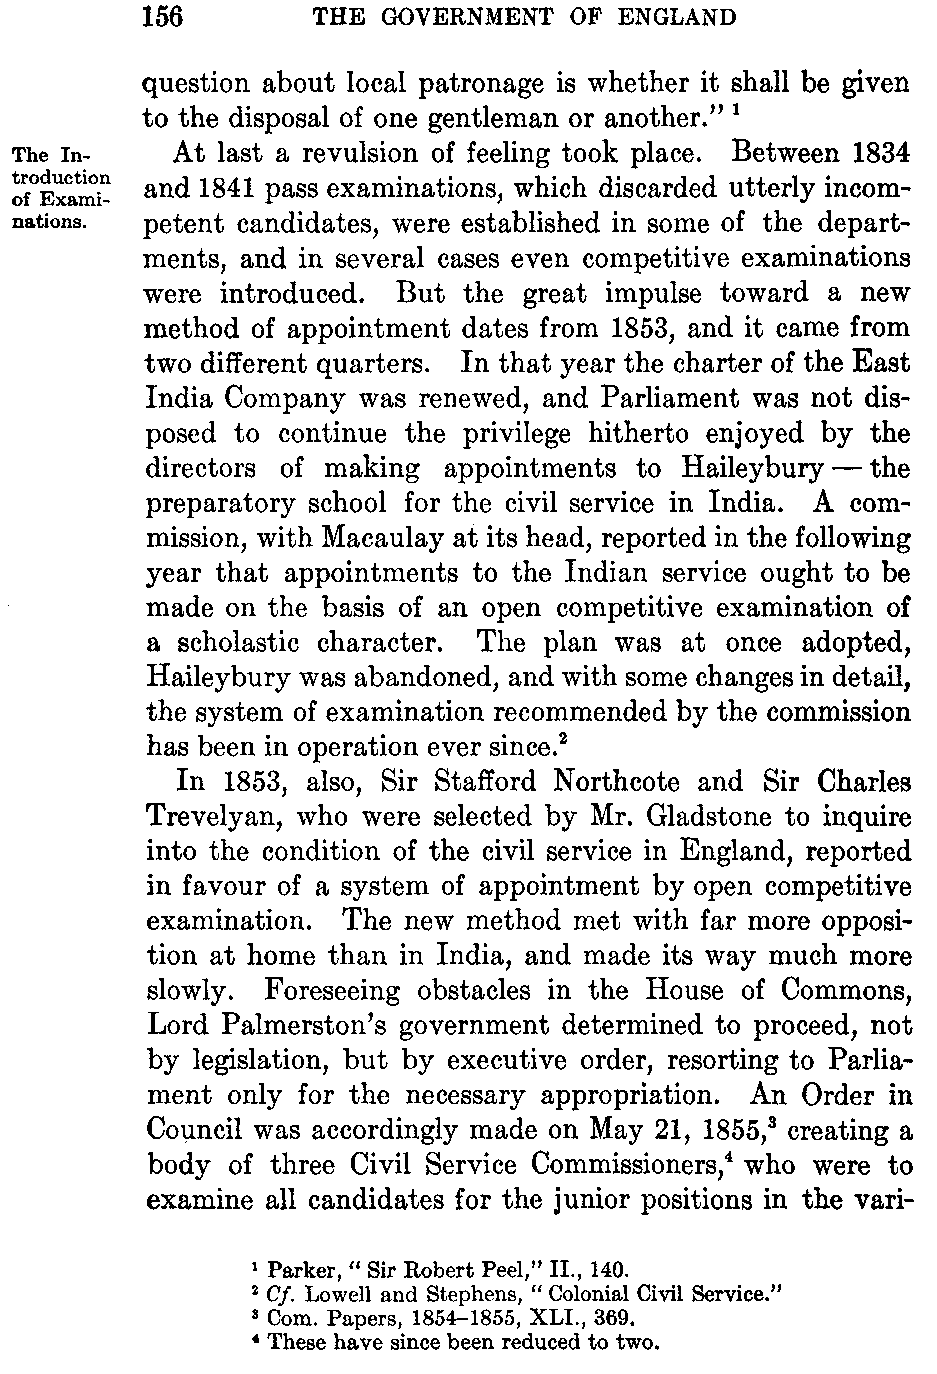 156 THE GOVERNMENT OF ENGLAND
question about local patronage is whether it shall be given
to the disposal of one gentleman or another.” ¹
The In-
troduction
of Exami-
nations.
At last a revulsion of feeling took place. Between 1834
and 1841 pass examinations, which discarded utterly incom-
petent candidates, were established in some of the depart-
ments, and in several cases even competitive examinations
were introduced. But the great impulse toward a new
method of appointment dates from 1853, and it came from
two different quarters. In that year the charter of the East
India Company was renewed, and Parliament was not dis-
posed to continue the privilege hitherto enjoyed by the
directors of making appointments to Haileybury — the
preparatory school for the civil service in India. A com-
mission, with Macaulay at its head, reported in the following
year that appointments to the Indian service ought to be
made on the basis of an open competitive examination of
a scholastic character. The plan was at once adopted,
Haileybury was abandoned, and with some changes in detail,
the system of examination recommended by the commission
has been in operation ever since.²
In 1853, also, Sir Stafford Northcote and Sir Charles
Trevelyan, who were selected by Mr. Gladstone to inquire
into the condition of the civil service in England, reported
in favour of a system of appointment by open competitive
examination. The new method met with far more opposi-
tion at home than in India, and made its way much more
slowly. Foreseeing obstacles in the House of Commons,
Lord Palmerston’s government determined to proceed, not
by legislation, but by executive order, resorting to Parlia-
ment only for the necessary appropriation. An Order in
Council was accordingly made on May 21, 1855,³ creating a
body of three Civil Service Commissioners,⁴ who were to
examine all candidates for the junior positions in the vari-
¹ Parker, “ Sir Robert Peel,” II., 140.
² Cf. Lowell and Stephens, “ Colonial Civil Service.”
³ Com. Papers, 1854–1855, XLI., 369.
⁴ These have since been reduced to two.